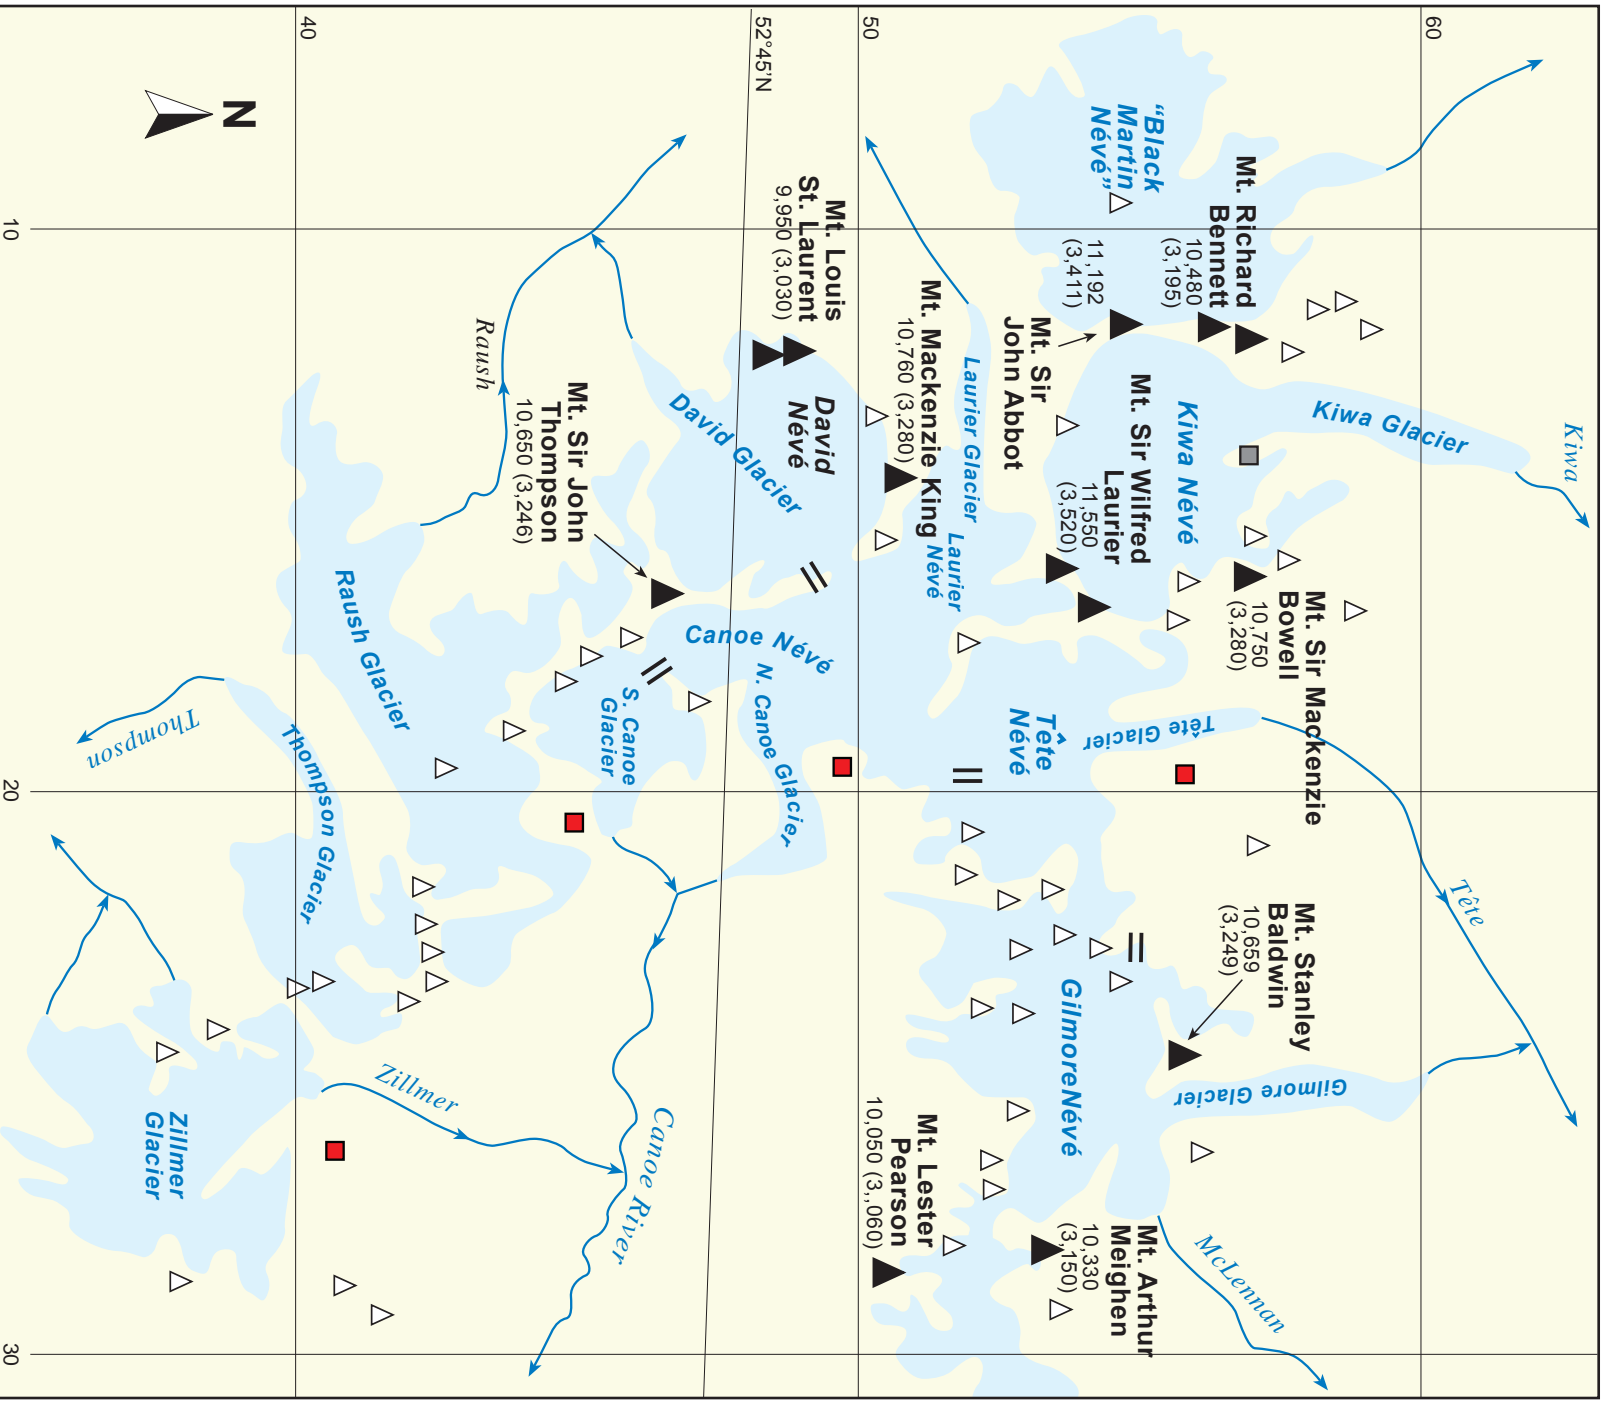 60
50
40
52°45'N
10
20
30
N
"Black
Martin
Névé"
Mt. Richard
Bennett
10,480
(3,195)
11,192
(3,411)
Mt. Sir
John Abbot
Kiwa Glacier
Kiwa
Kiwa Névé
Mt. Sir Wilfred
Laurier
11,550
(3,520)
Mt. Sir Mackenzie
Bowell
10,750
(3,280)
Laurier Glacier
Laurier
Névé
Mt. Mackenzie King
10,760 (3,280)
Mt. Louis
St. Laurent
9,950 (3,030)
David
Névé
David Glacier
Raush
Mt. Sir John
Thompson
10,650 (3,246)
Canoe Névé
N. Canoe Glacier
S. Canoe
Glacier
Raush Glacier
Thompson
Thompson Glacier
Tête
Névé
Tête Glacier
Tête
Mt. Stanley
Baldwin
10,659
(3,249)
GilmoreNévé
Gilmore Glacier
Mt. Arthur
Meighen
10,330
(3,150)
McLennan
Mt. Lester
Pearson
10,050 (3,,060)
Canoe River
Zillmer
Zillmer
Glacier